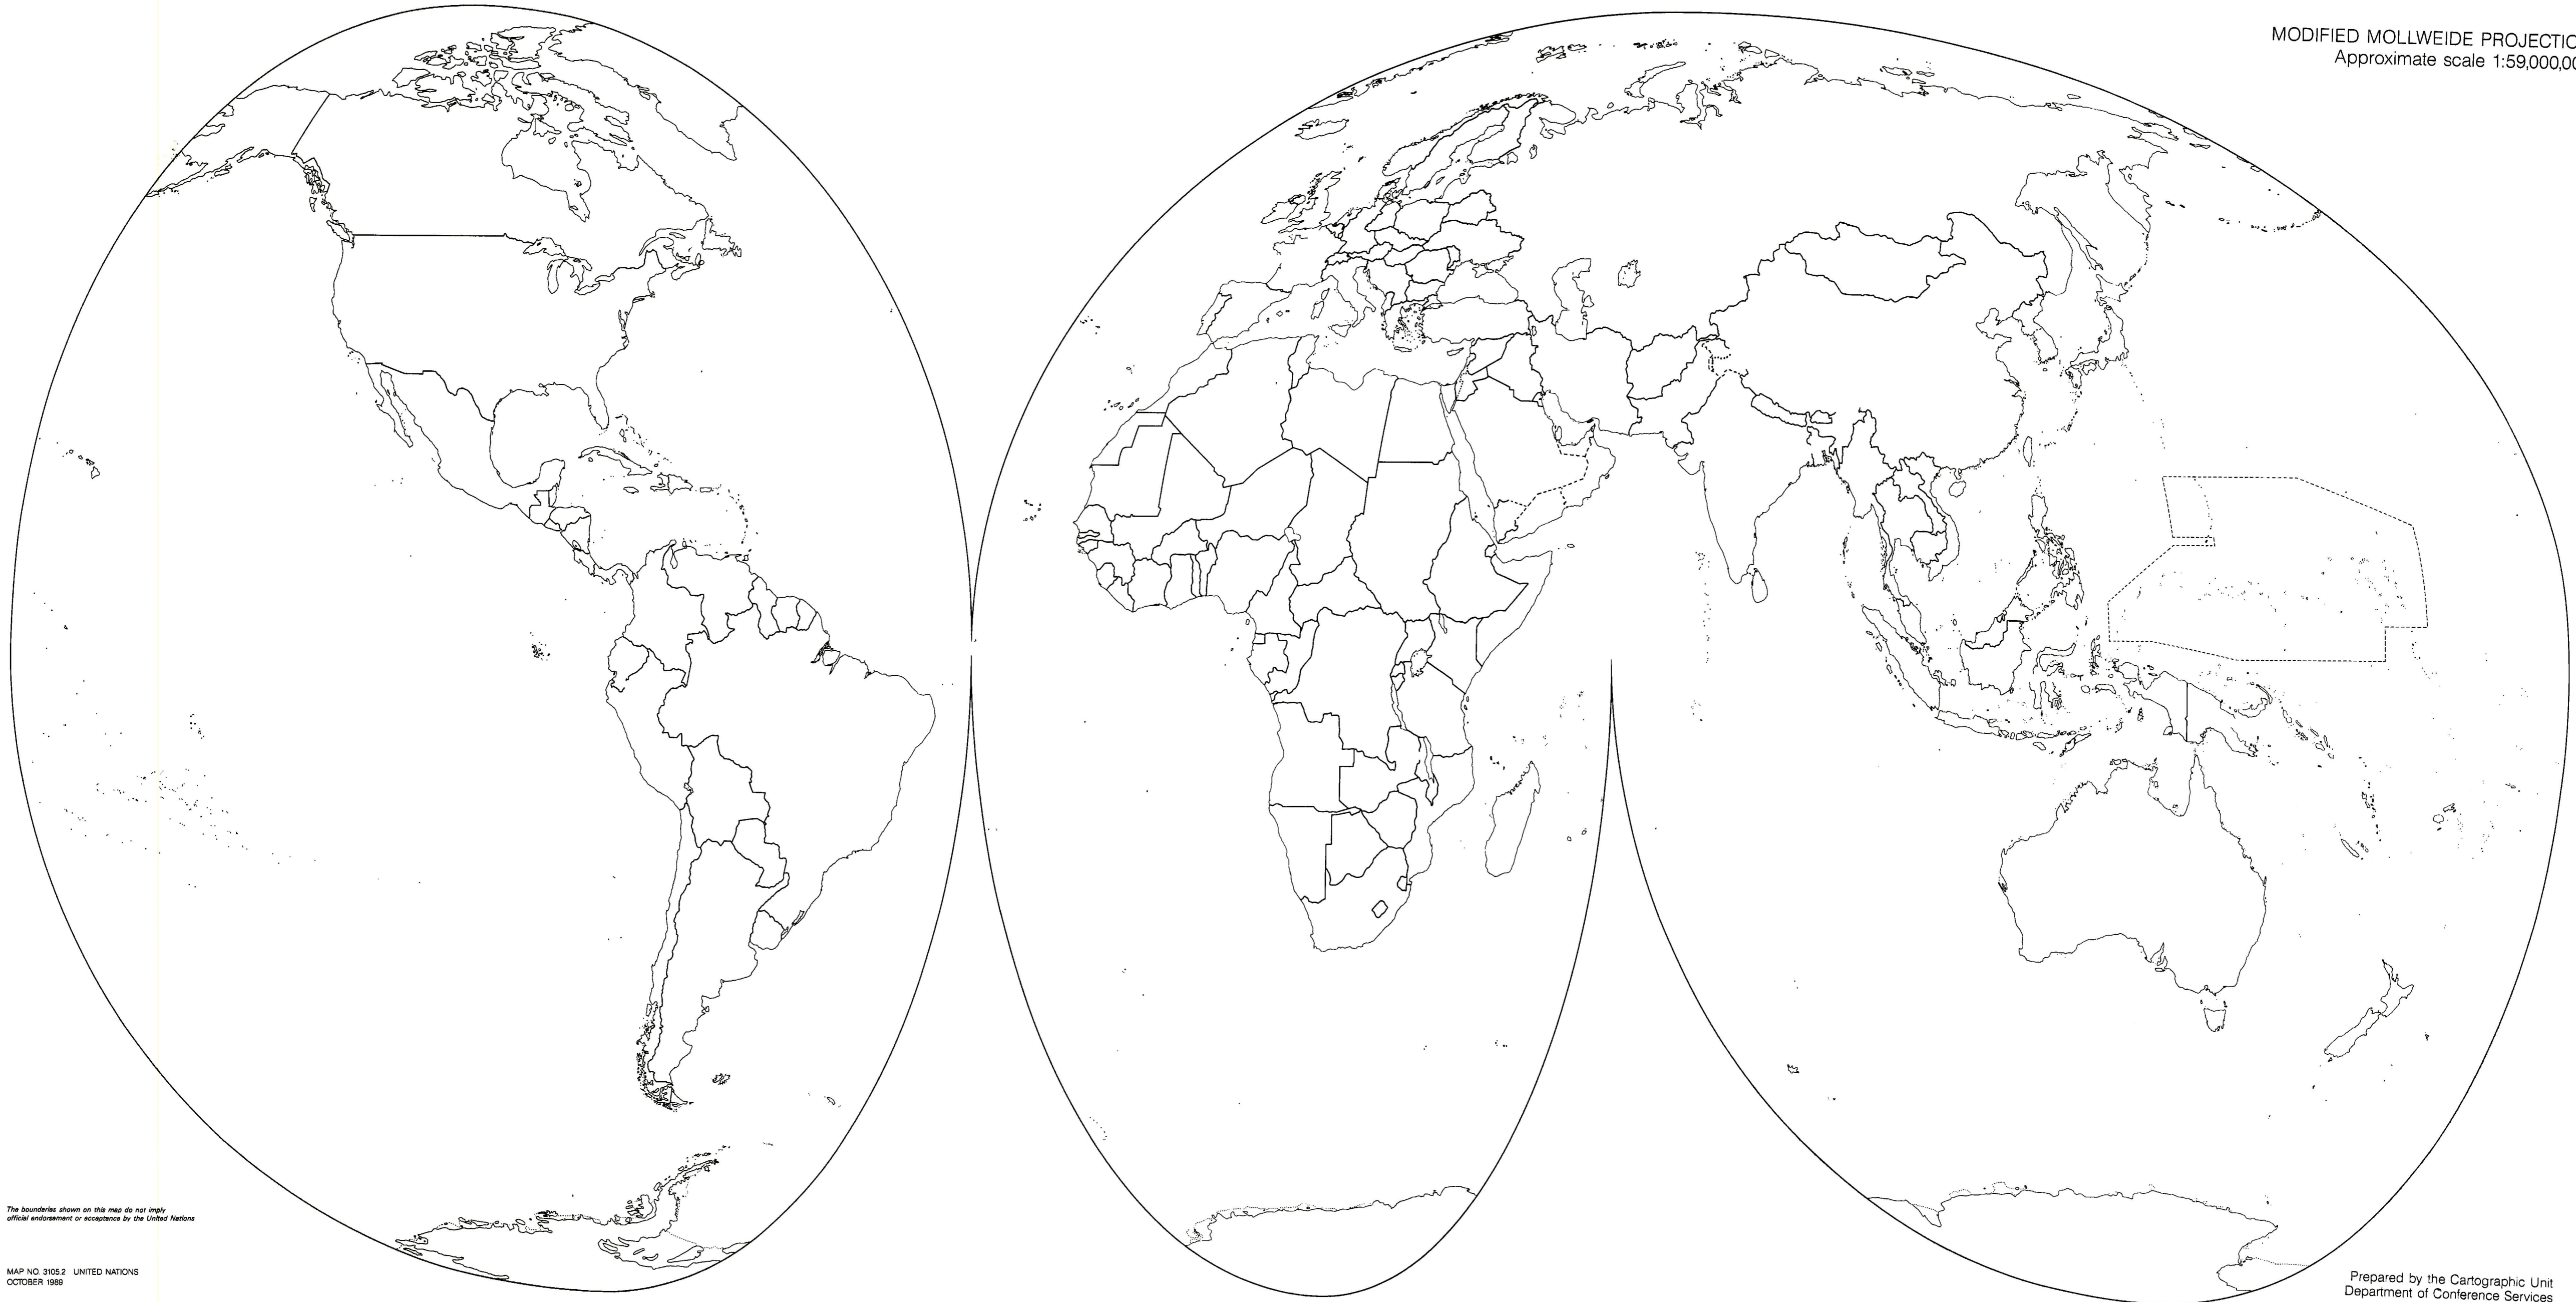 MODIFIED MOLLWEIDE PROJECTIO
Approximate scale 1:59,000,00
The boundaries shown on this map do not imply
official endorsement or acceptance by the United Nations
MAP NO. 3105.2 UNITED NATIONS
OCTOBER 1989
Prepared by the Cartographic Unit
Department of Conference Services